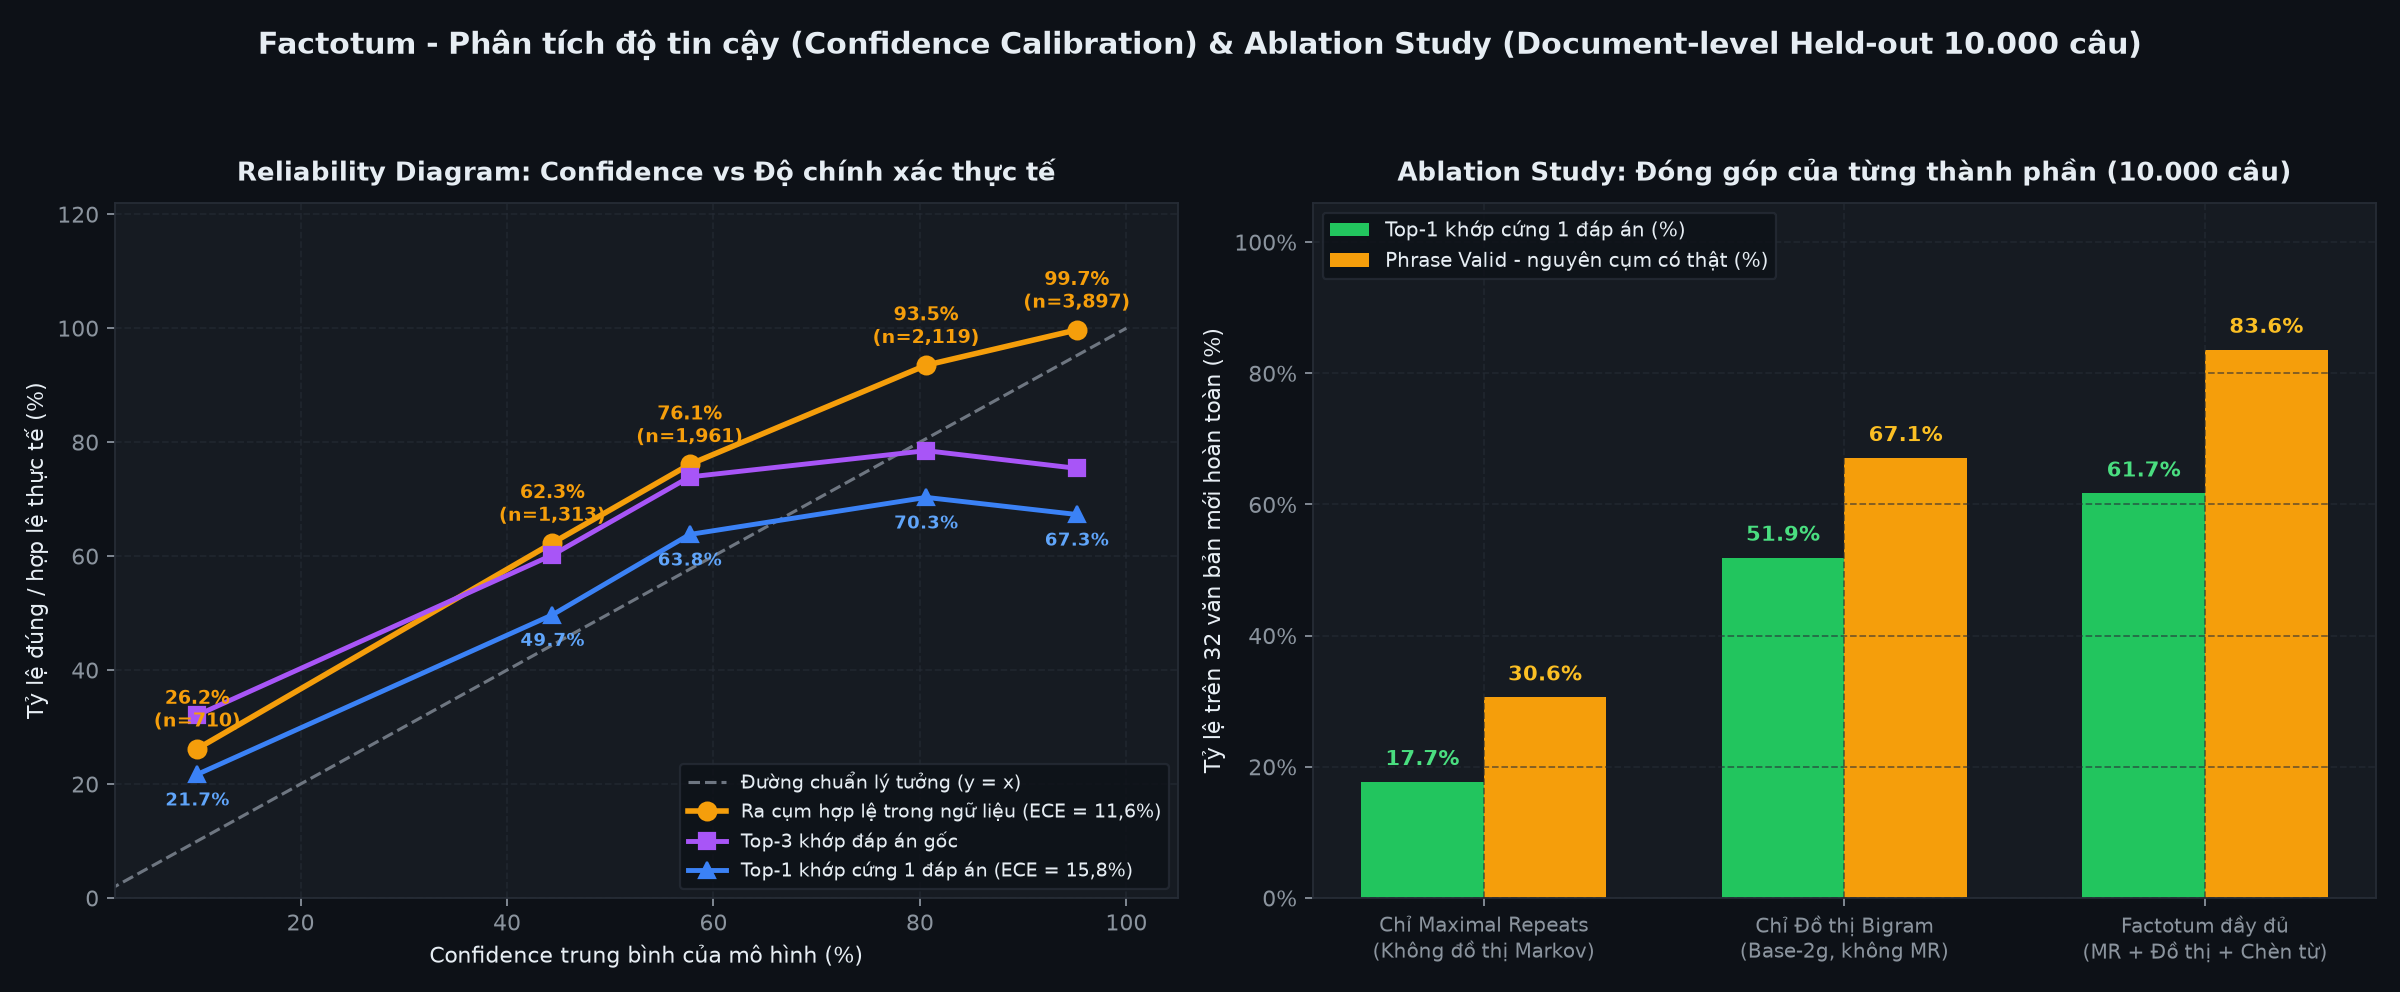 Factotum - Phân tích độ tin cậy (Confidence Calibration) & Ablation Study (Document-level Held-out 10.000 câu)
Reliability Diagram: Confidence vs Độ chính xác thực tế
Tỷ lệ đúng / hợp lệ thực tế (%)
120
100
80
60
40
20
0
99.7%
(n=3,897)
93.5%
(n=2,119)
76.1%
(n=1,961)
62.3%
(n=1,313)
26.2%
(n=710)
21.7%
49.7%
63.8%
70.3%
67.3%
Đường chuẩn lý tưởng (y = x)
Ra cụm hợp lệ trong ngữ liệu (ECE = 11,6%)
Top-3 khớp đáp án gốc
Top-1 khớp cứng 1 đáp án (ECE = 15,8%)
20
40
60
80
100
Confidence trung bình của mô hình (%)
Ablation Study: Đóng góp của từng thành phần (10.000 câu)
Tỷ lệ trên 32 văn bản mới hoàn toàn (%)
100%
80%
60%
40%
20%
0%
Top-1 khớp cứng 1 đáp án (%)
Phrase Valid - nguyên cụm có thật (%)
17.7%
30.6%
51.9%
67.1%
61.7%
83.6%
Chỉ Maximal Repeats
(Không đồ thị Markov)
Chỉ Đồ thị Bigram
(Base-2g, không MR)
Factotum đầy đủ
(MR + Đồ thị + Chèn từ)